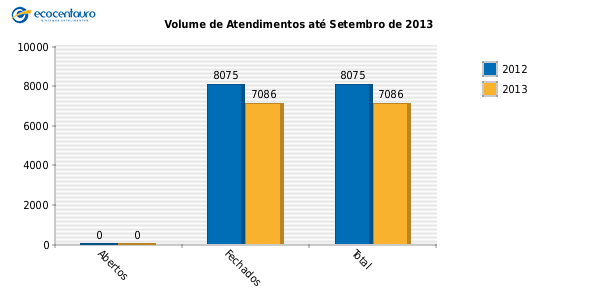 ecocentauro
Volume de Atendimentos até Setembro de 2013
10000
8000
6000
4000
2000
0
0
0
8075
7086
8075
7086
Abertos
Fechados
Total
2012
2013